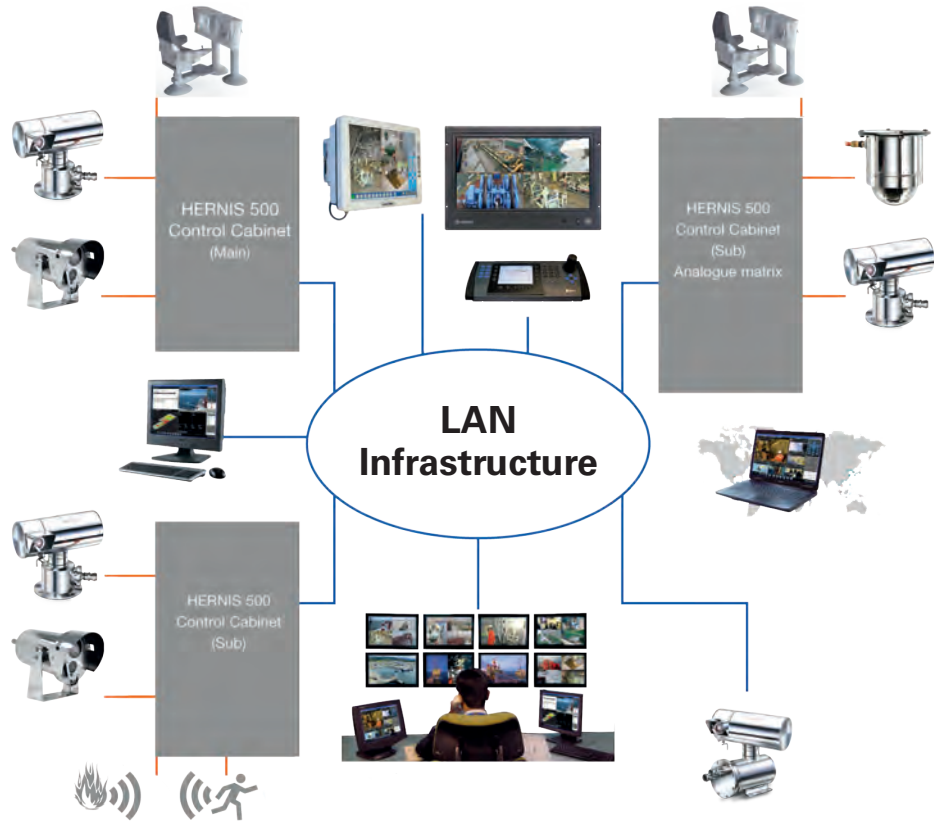 HERNIS 500
Control Cabinet
(Main)
HERNIS 500
Control Cabinet
(Sub)
Analogue matrix
LAN
Infrastructure
HERNIS 500
Control Cabinet
(Sub)